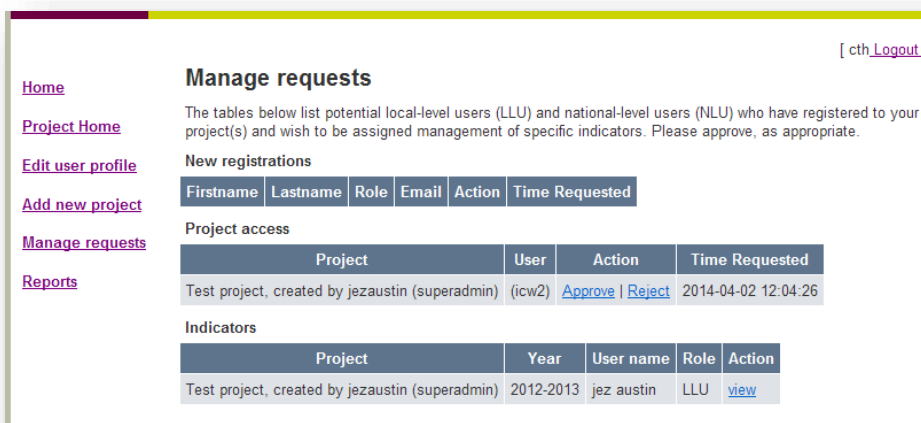 [ cth Logout
Home
Project Home
Edit user profile
Add new project
Manage requests
Reports
Manage requests
The tables below list potential local-level users (LLU) and national-level users (NLU) who have registered to your
project(s) and wish to be assigned management of specific indicators. Please approve, as appropriate.
New registrations
Firstname Lastname Role Email Action Time Requested
Project access
Project User Action Time Requested
Test project, created by jezaustin (superadmin) (icw2) Approve | Reject 2014-04-02 12:04:26
Indicators
Project Year User name Role Action
Test project, created by jezaustin (superadmin) 2012-2013 jez austin LLU view